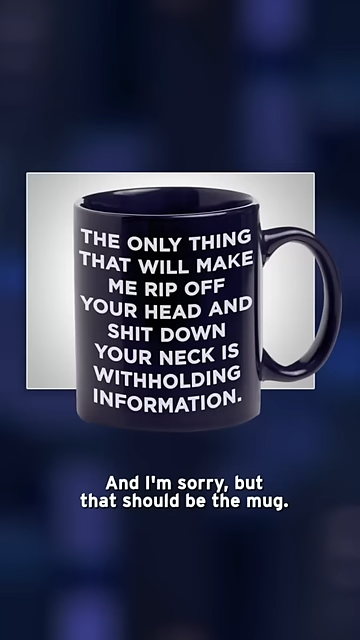 THE ONLY THING
THAT WILL MAKE
ME RIP OFF
YOUR HEAD AND
SHIT DOWN
YOUR NECK IS
WITHHOLDING
INFORMATION.
And I'm sorry, but
that should be the mug.